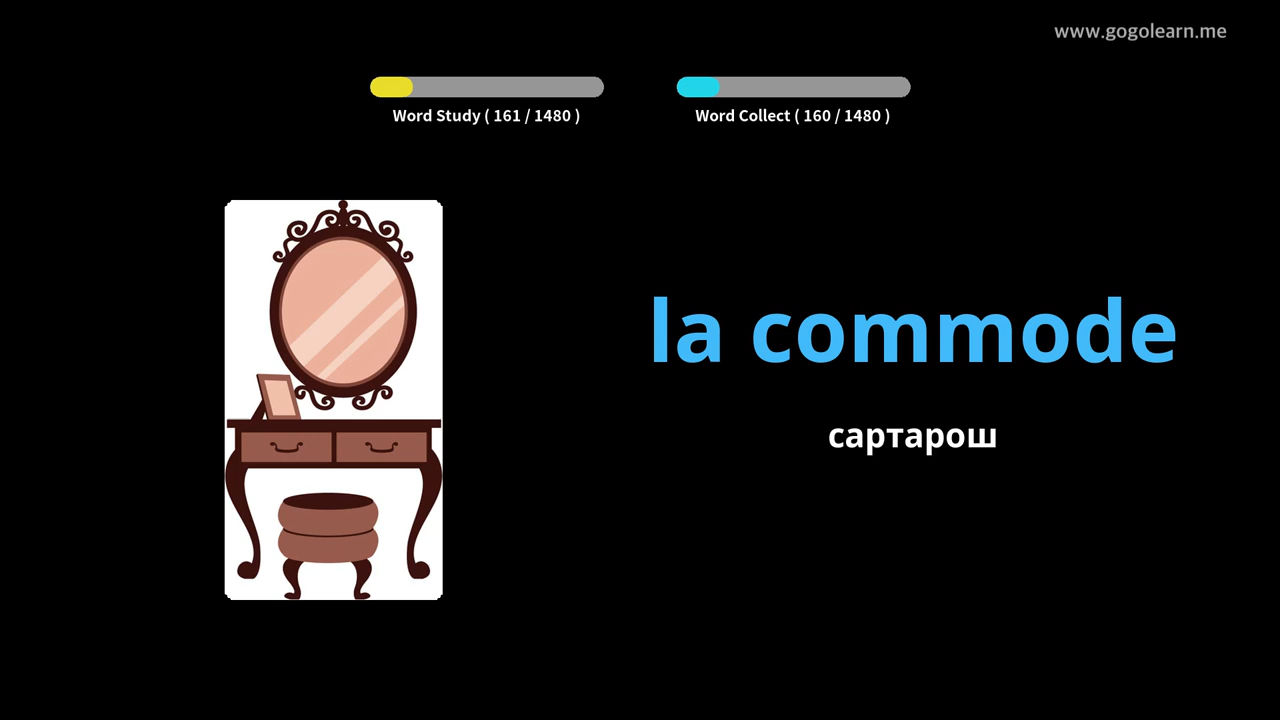 www.gogolearn.me
Word Study ( 161 / 1480 )
Word Collect ( 160 / 1480 )
la commode
сартарош